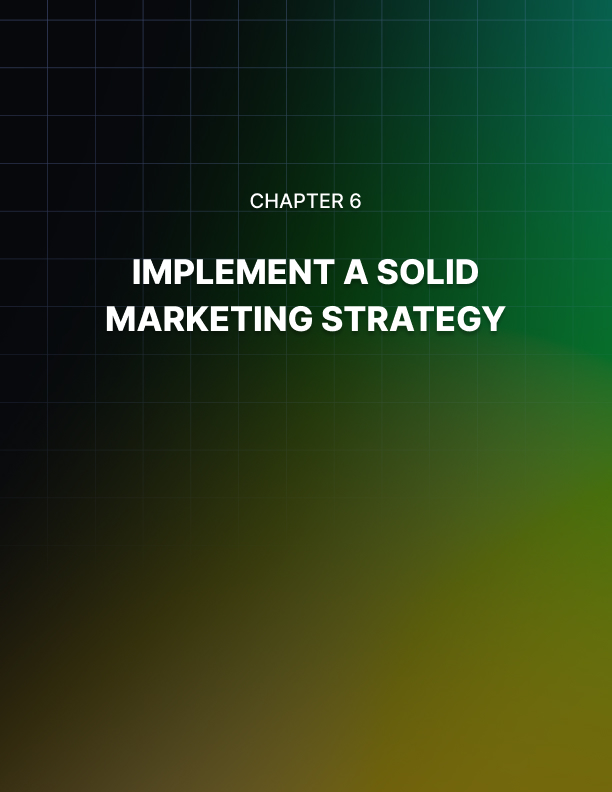 CHAPTER 6
IMPLEMENT A SOLID
MARKETING STRATEGY